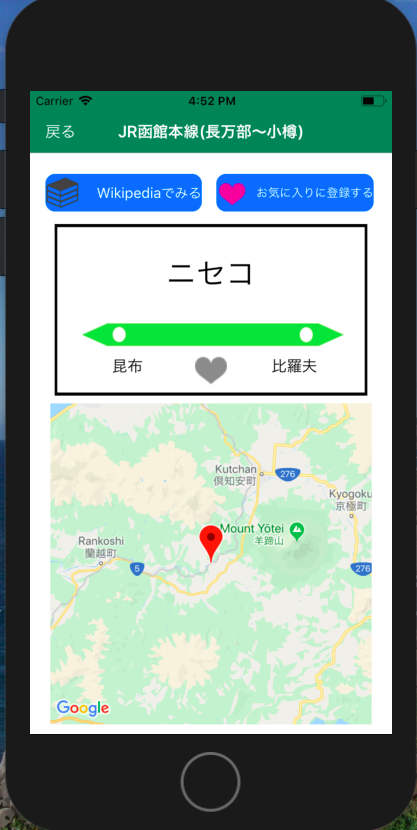 Carrier 4:52 PM
戻る JR函館本線(長万部〜小樽)
Wikipediaでみる お気に入りに登録する
ニセコ
昆布 比羅夫
Kutchan
倶知安町
276
Kyogoku
京極町
Mount Yōtei
羊蹄山
Rankoshi
蘭越町
5
276
Google